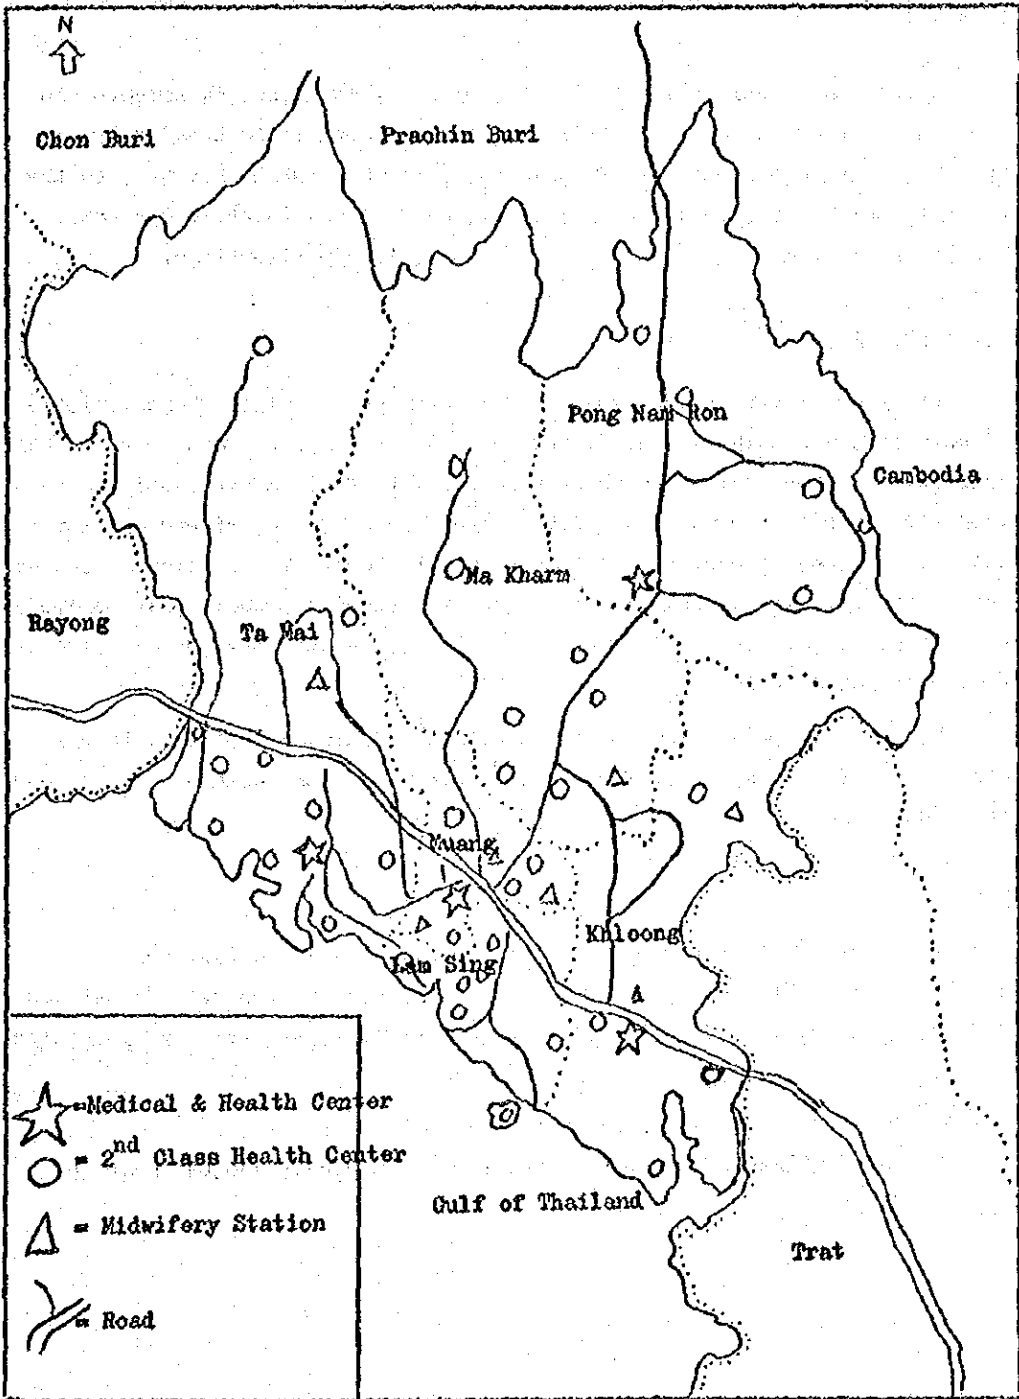 N
Chon Buri
Prachin Buri
Pong Nam Ron
Cambodia
Ma Kharm
Rayong
Ta Mai
Muang
Khloong
Lam Sing
=Medical & Health Center
= 2nd Class Health Center
Gulf of Thailand
= Midwifery Station
Trat
= Road